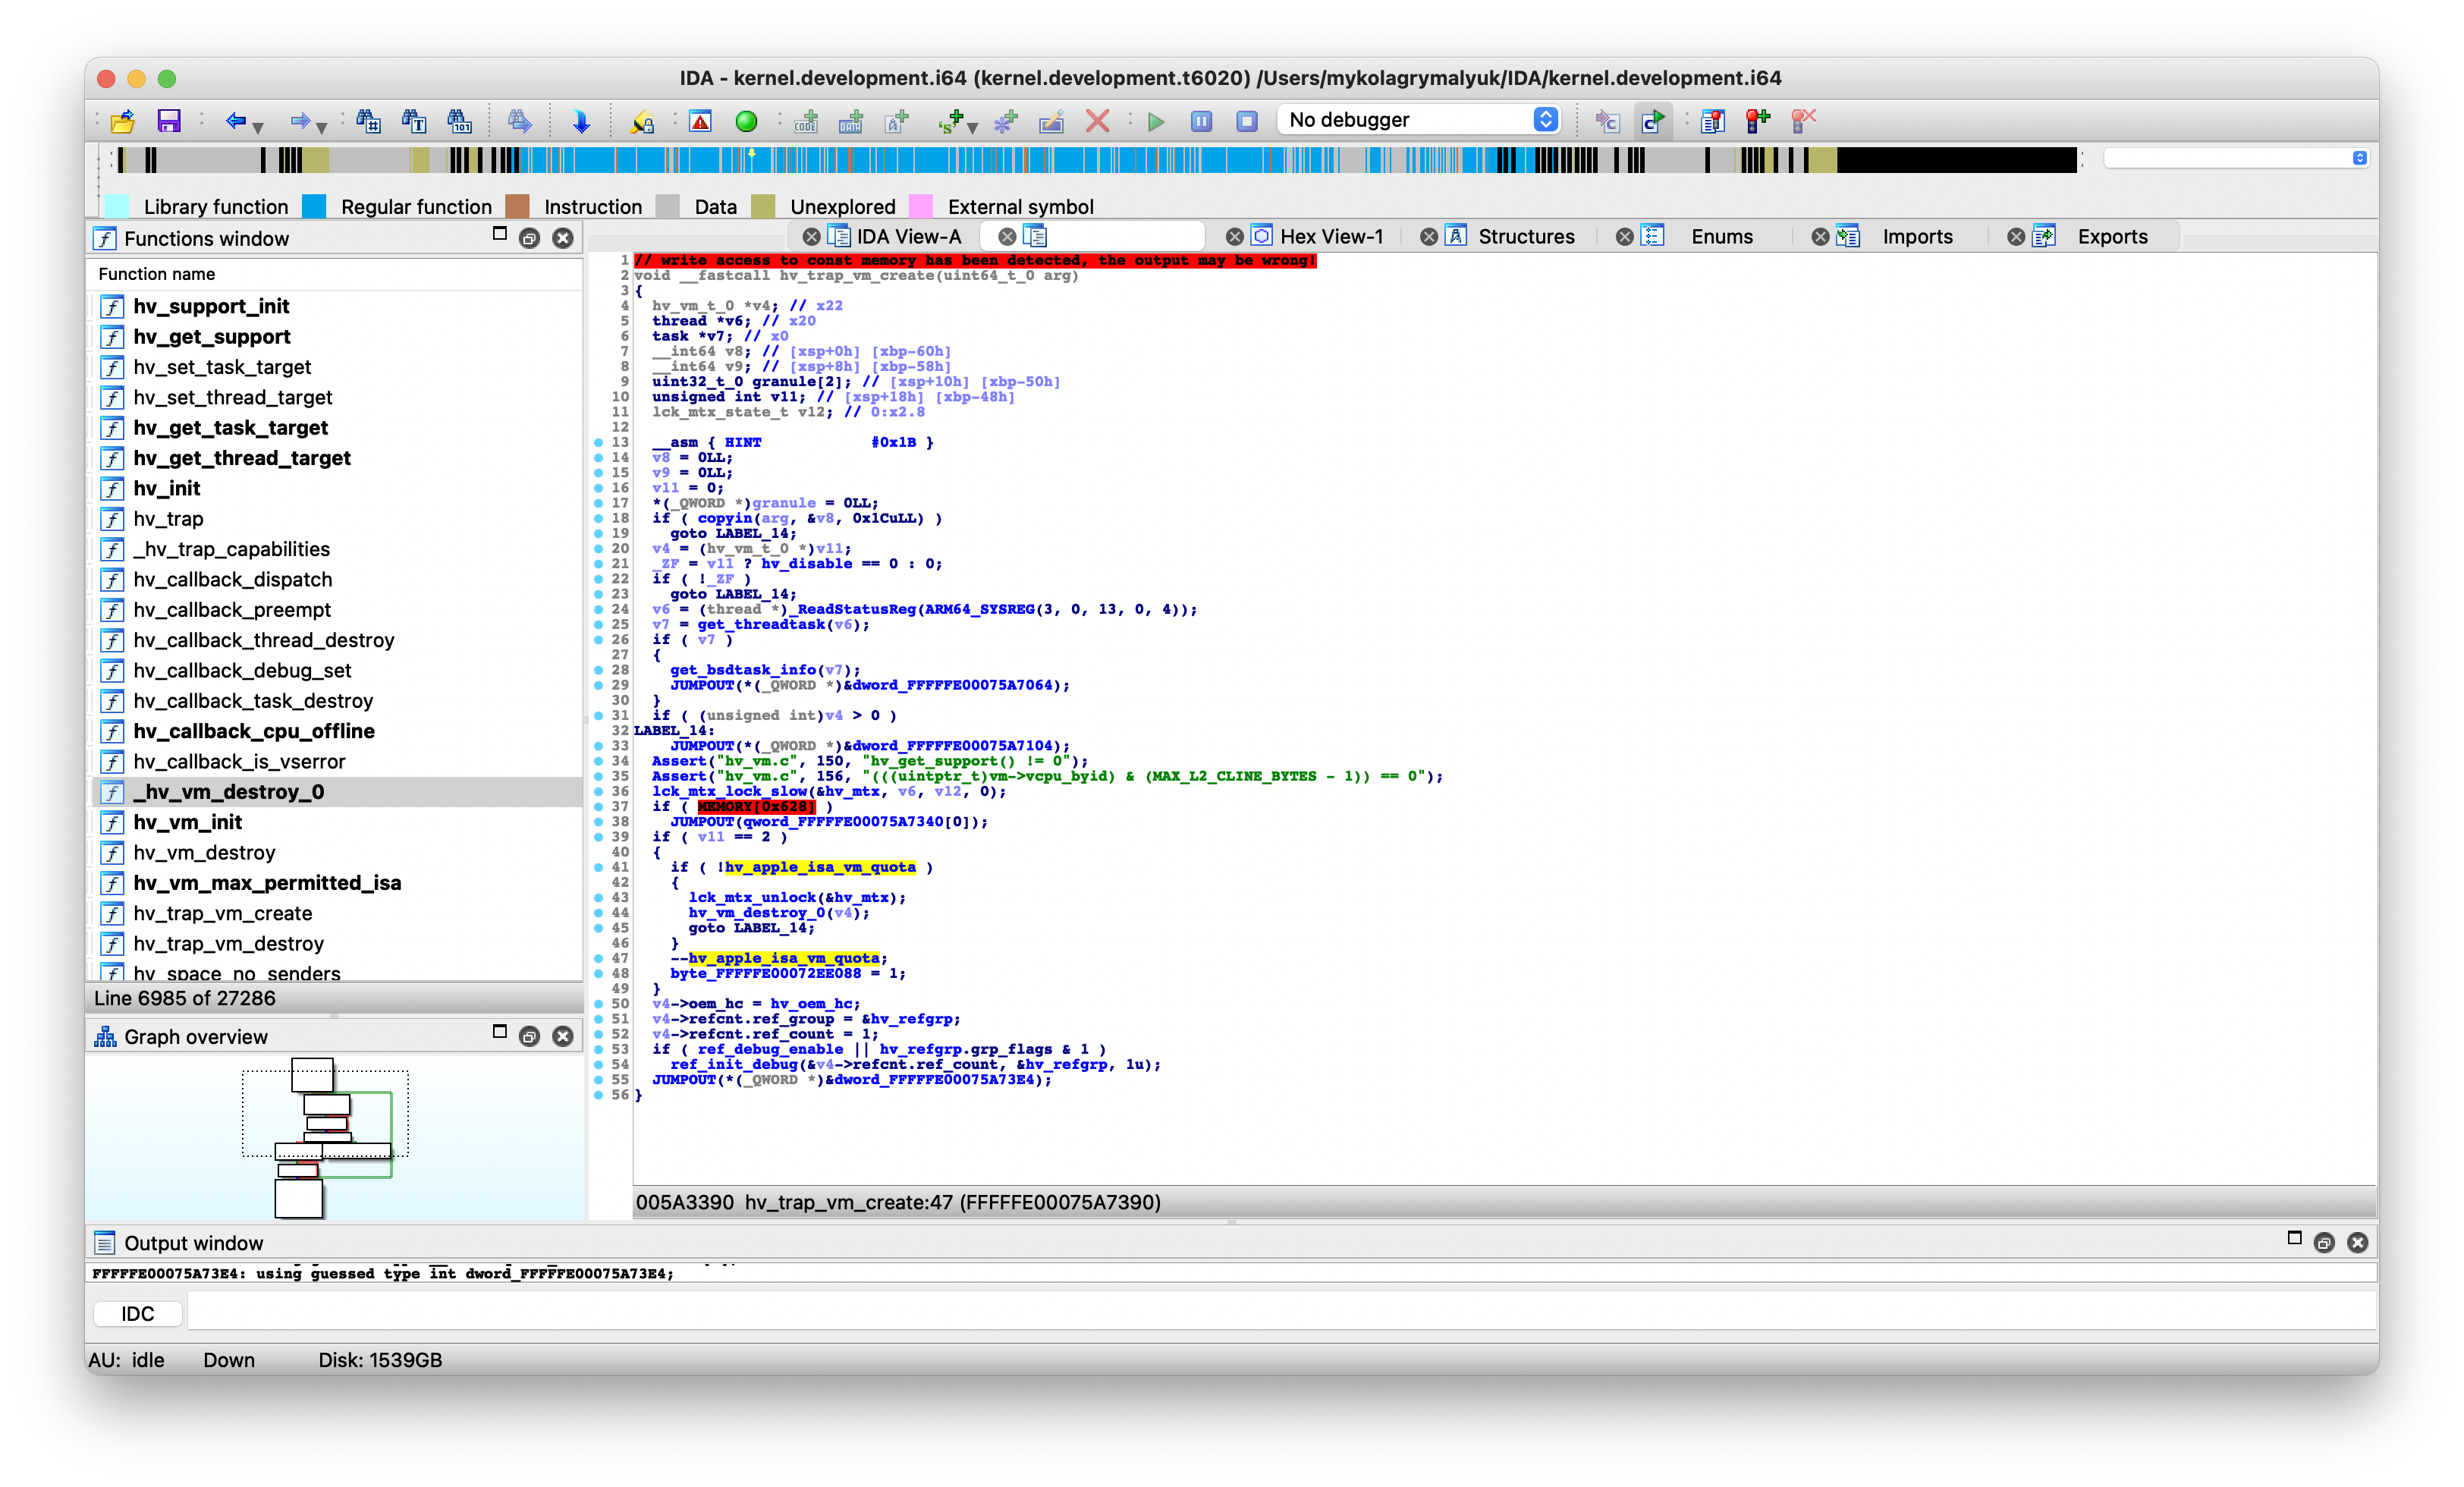 IDA - kernel.development.i64 (kernel.development.t6020) /Users/mykolagrymalyuk/IDA/kernel.development.i64
No debugger
Library function Regular function Instruction Data Unexplored External symbol
Functions window
IDA View-A
Hex View-1
Structures
Enums
Imports
Exports
Function name
hv_support_init
hv_get_support
hv_set_task_target
hv_set_thread_target
hv_get_task_target
hv_get_thread_target
hv_init
hv_trap
_hv_trap_capabilities
hv_callback_dispatch
hv_callback_preempt
hv_callback_thread_destroy
hv_callback_debug_set
hv_callback_task_destroy
hv_callback_cpu_offline
hv_callback_is_vserror
_hv_vm_destroy_0
hv_vm_init
hv_vm_destroy
hv_vm_max_permitted_isa
hv_trap_vm_create
hv_trap_vm_destroy
hv_space_no_senders
Line 6985 of 27286
Graph overview
1 // write access to const memory has been detected, the output may be wrong!
2 void __fastcall hv_trap_vm_create(uint64_t_0 arg)
3 {
4 hv_vm_t_0 *v4; // x22
5 thread *v6; // x20
6 task *v7; // x0
7 __int64 v8; // [xsp+0h] [xbp-60h]
8 __int64 v9; // [xsp+8h] [xbp-58h]
9 uint32_t_0 granule[2]; // [xsp+10h] [xbp-50h]
10 unsigned int v11; // [xsp+18h] [xbp-48h]
11 lck_mtx_state_t v12; // 0:x2.8
12
13 __asm { HINT #0x1B }
14 v8 = 0LL;
15 v9 = 0LL;
16 v11 = 0;
17 *(_QWORD *)granule = 0LL;
18 if ( copyin(arg, &v8, 0x1CuLL) )
19 goto LABEL_14;
20 v4 = (hv_vm_t_0 *)v11;
21 _ZF = v11 ? hv_disable == 0 : 0;
22 if ( !_ZF )
23 goto LABEL_14;
24 v6 = (thread *)_ReadStatusReg(ARM64_SYSREG(3, 0, 13, 0, 4));
25 v7 = get_threadtask(v6);
26 if ( v7 )
27 {
28 get_bsdtask_info(v7);
29 JUMPOUT(*(_QWORD *)&dword_FFFFFE00075A7064);
30 }
31 if ( (unsigned int)v4 > 0 )
32 LABEL_14:
33 JUMPOUT(*(_QWORD *)&dword_FFFFFE00075A7104);
34 Assert("hv_vm.c", 150, "hv_get_support() != 0");
35 Assert("hv_vm.c", 156, "(((uintptr_t)vm->vcpu_byid) & (MAX_L2_CLINE_BYTES - 1)) == 0");
36 lck_mtx_lock_slow(&hv_mtx, v6, v12, 0);
37 if ( MEMORY[0x628] )
38 JUMPOUT(qword_FFFFFE00075A7340[0]);
39 if ( v11 == 2 )
40 {
41 if ( !hv_apple_isa_vm_quota )
42 {
43 lck_mtx_unlock(&hv_mtx);
44 hv_vm_destroy_0(v4);
45 goto LABEL_14;
46 }
47 --hv_apple_isa_vm_quota;
48 byte_FFFFFE00072EE088 = 1;
49 }
50 v4->oem_hc = hv_oem_hc;
51 v4->refcnt.ref_group = &hv_refgrp;
52 v4->refcnt.ref_count = 1;
53 if ( ref_debug_enable || hv_refgrp.grp_flags & 1 )
54 ref_init_debug(&v4->refcnt.ref_count, &hv_refgrp, 1u);
55 JUMPOUT(*(_QWORD *)&dword_FFFFFE00075A73E4);
56 }
005A3390 hv_trap_vm_create:47 (FFFFFE00075A7390)
Output window
FFFFFE00075A73E4: using guessed type int dword_FFFFFE00075A73E4;
IDC
AU: idle Down Disk: 1539GB